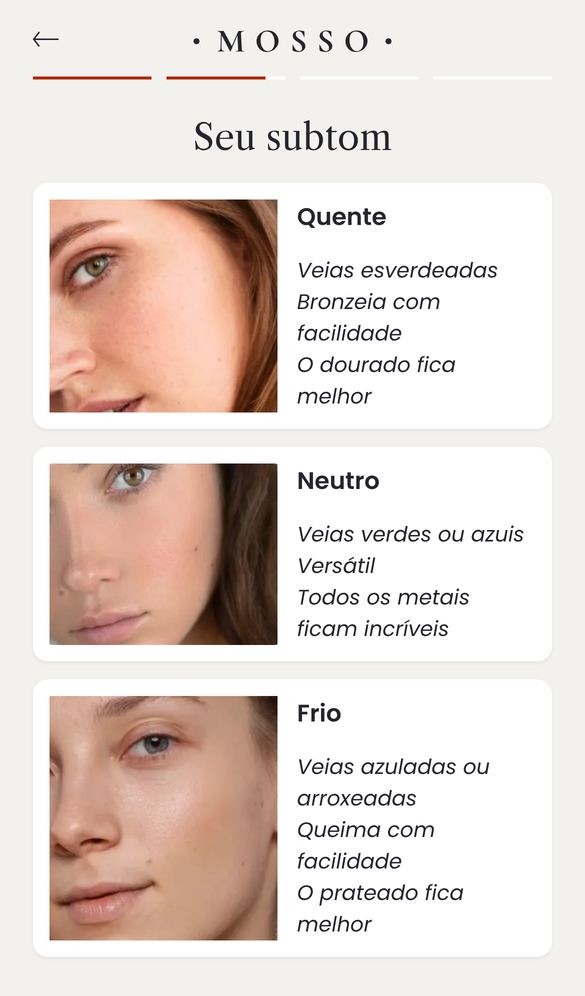 · MOSSO ·
Seu subtom
Quente
Veias esverdeadas
Bronzeia com
facilidade
O dourado fica
melhor
Neutro
Veias verdes ou azuis
Versátil
Todos os metais
ficam incríveis
Frio
Veias azuladas ou
arroxeadas
Queima com
facilidade
O prateado fica
melhor